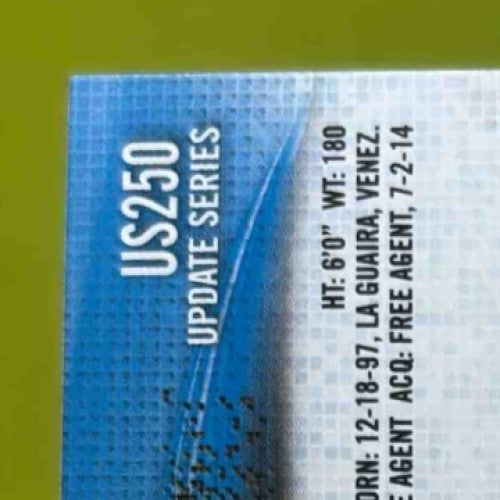 US250
UPDATE SERIES
HT: 6'0" WT: 180
ORN: 12-18-97, LA GUAIRA, VENEZ.
AGENT ACQ: FREE AGENT, 7-2-14